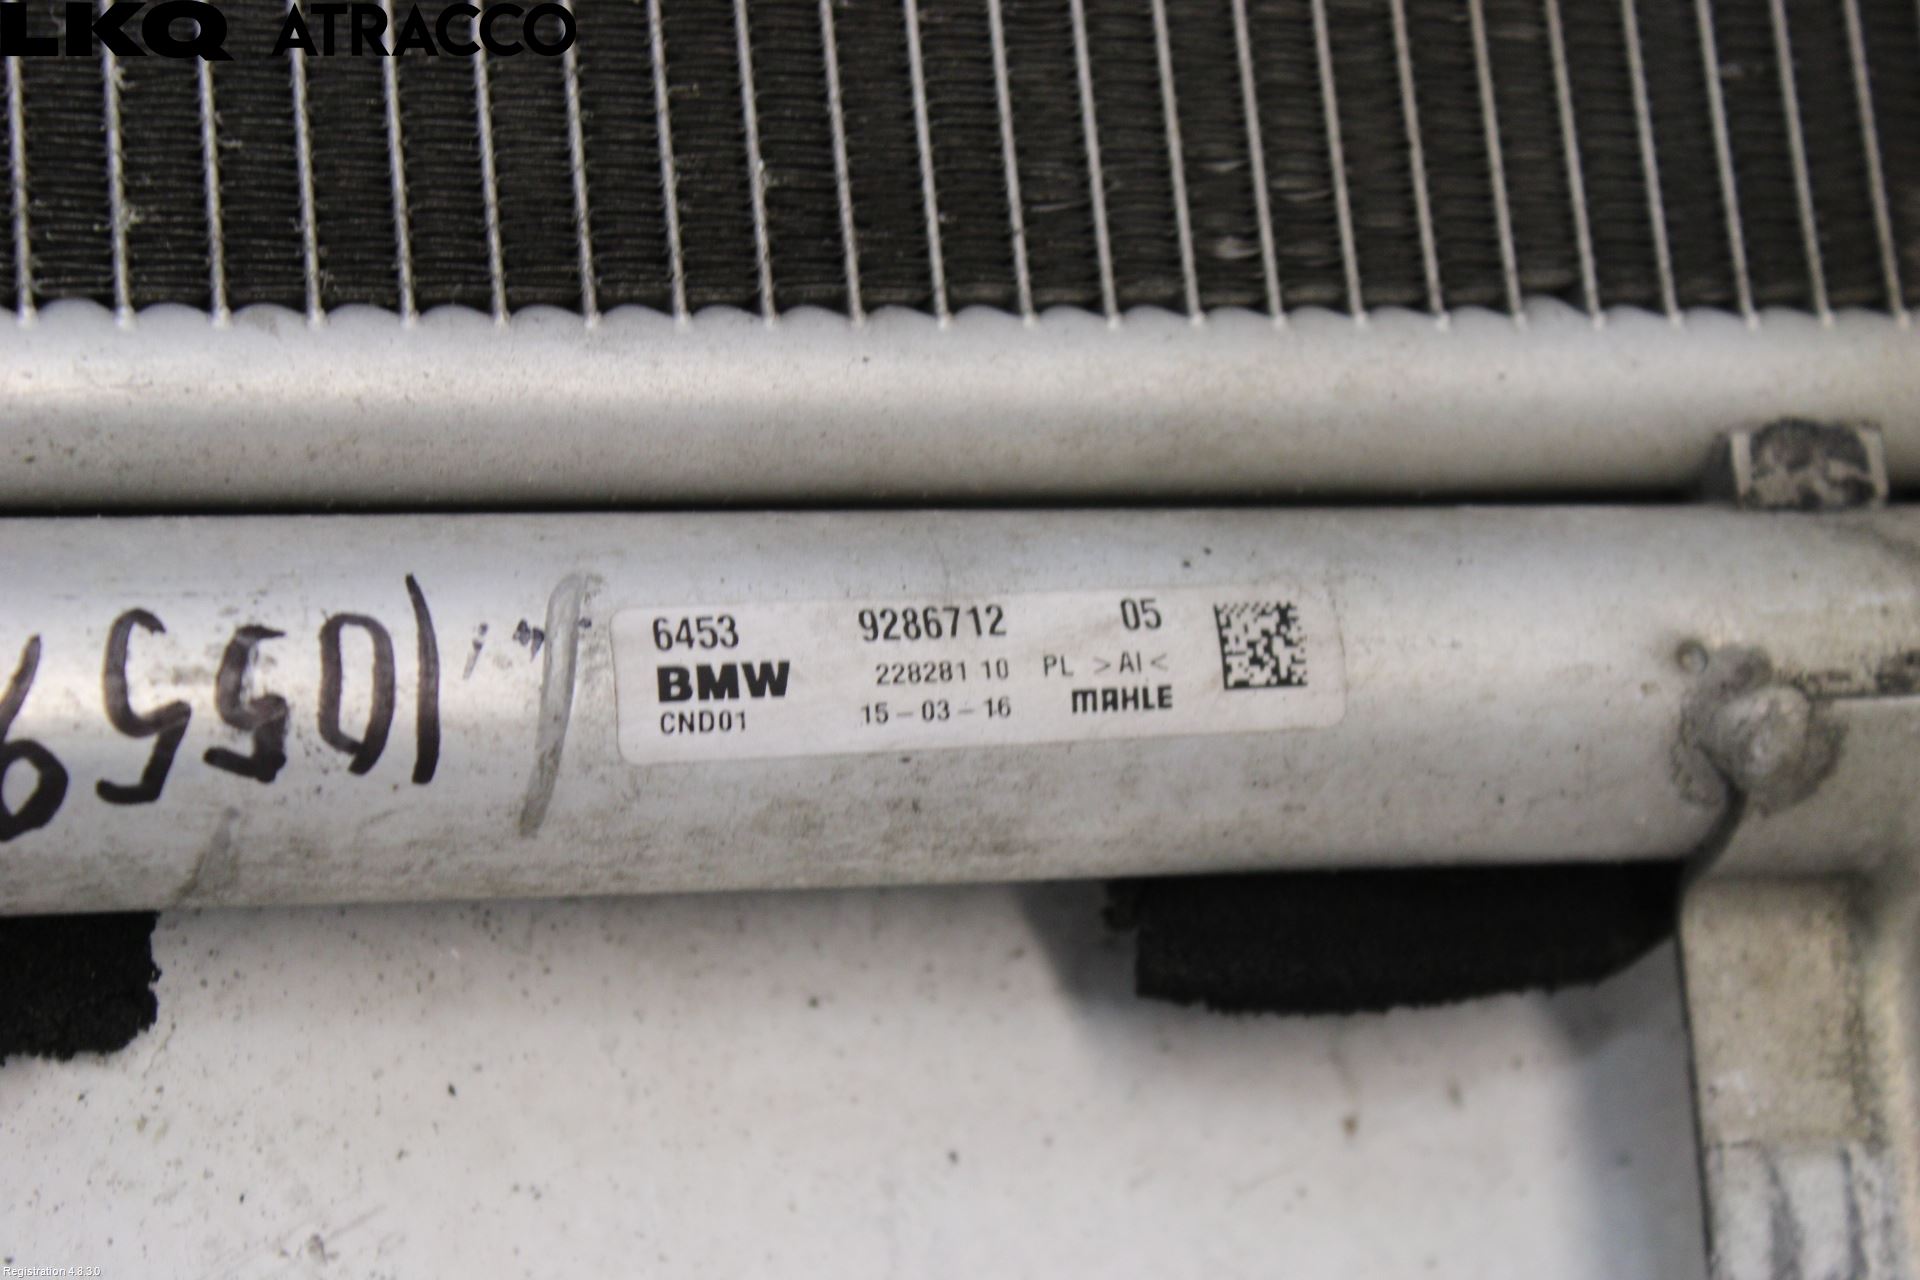 LKQ ATRACCO
6453 9286712 05
BMW 228281 10 PL >Al<
CND01 15-03-16 MAHLE
Registration 4.8.3.0